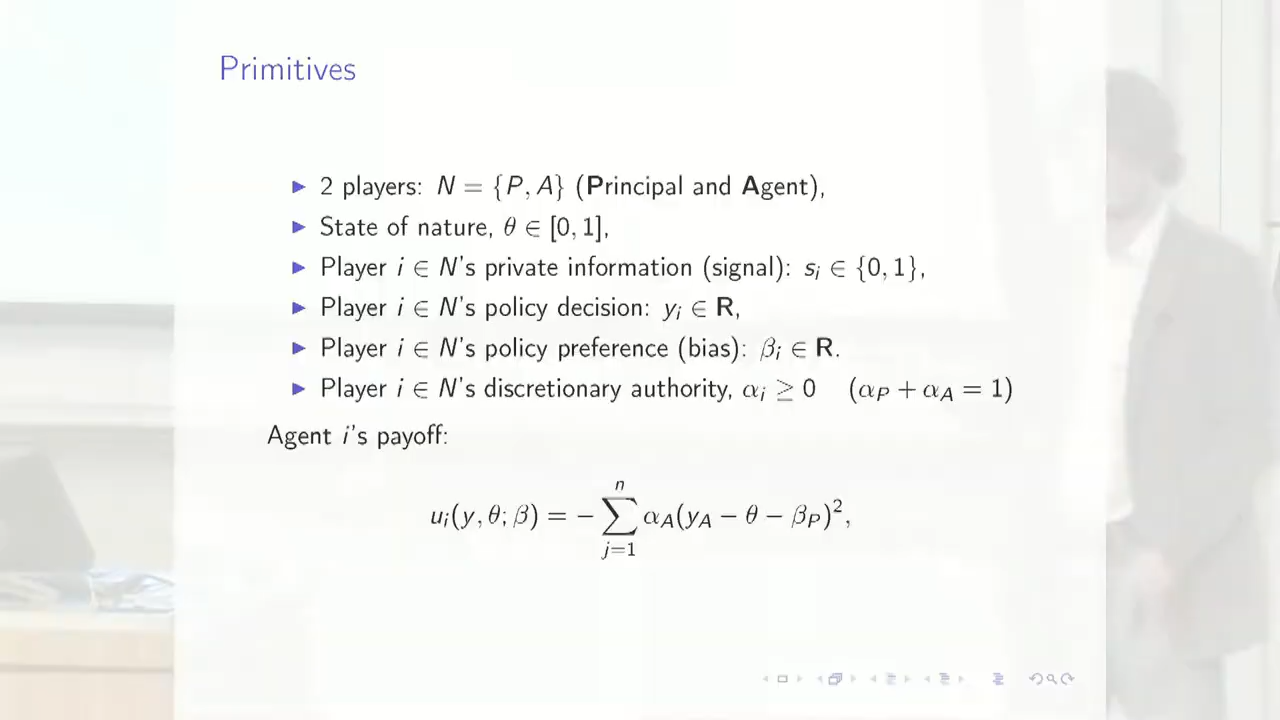 Primitives
▶ 2 players: N = {P, A} (Principal and Agent),
▶ State of nature, θ ∈ [0, 1],
▶ Player i ∈ N's private information (signal): sᵢ ∈ {0, 1},
▶ Player i ∈ N's policy decision: yᵢ ∈ R,
▶ Player i ∈ N's policy preference (bias): βᵢ ∈ R.
▶ Player i ∈ N's discretionary authority, αᵢ ≥ 0 (α_P + α_A = 1)
Agent i's payoff:
uᵢ(y, θ; β) = − ∑_{j=1}^{n} α_A(y_A − θ − β_P)²,